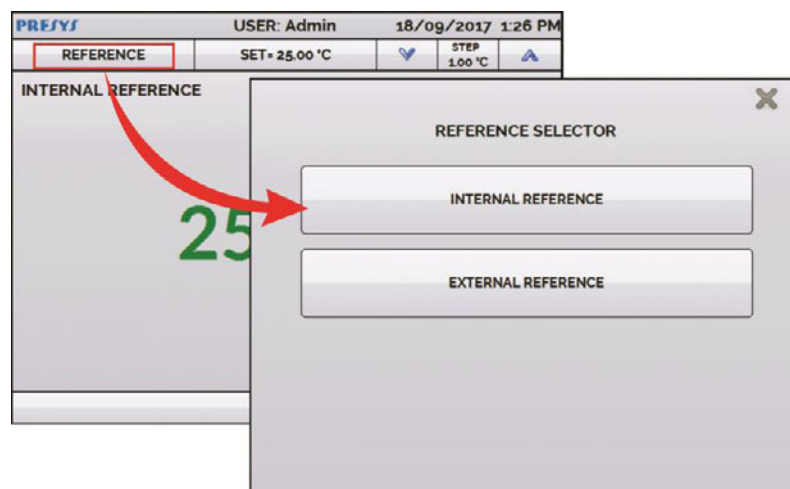 PRESYS USER: Admin 18/09/2017 1:26 PM
REFERENCE SET= 25.00 °C STEP
1.00 °C
INTERNAL REFERENCE
25
REFERENCE SELECTOR
INTERNAL REFERENCE
EXTERNAL REFERENCE